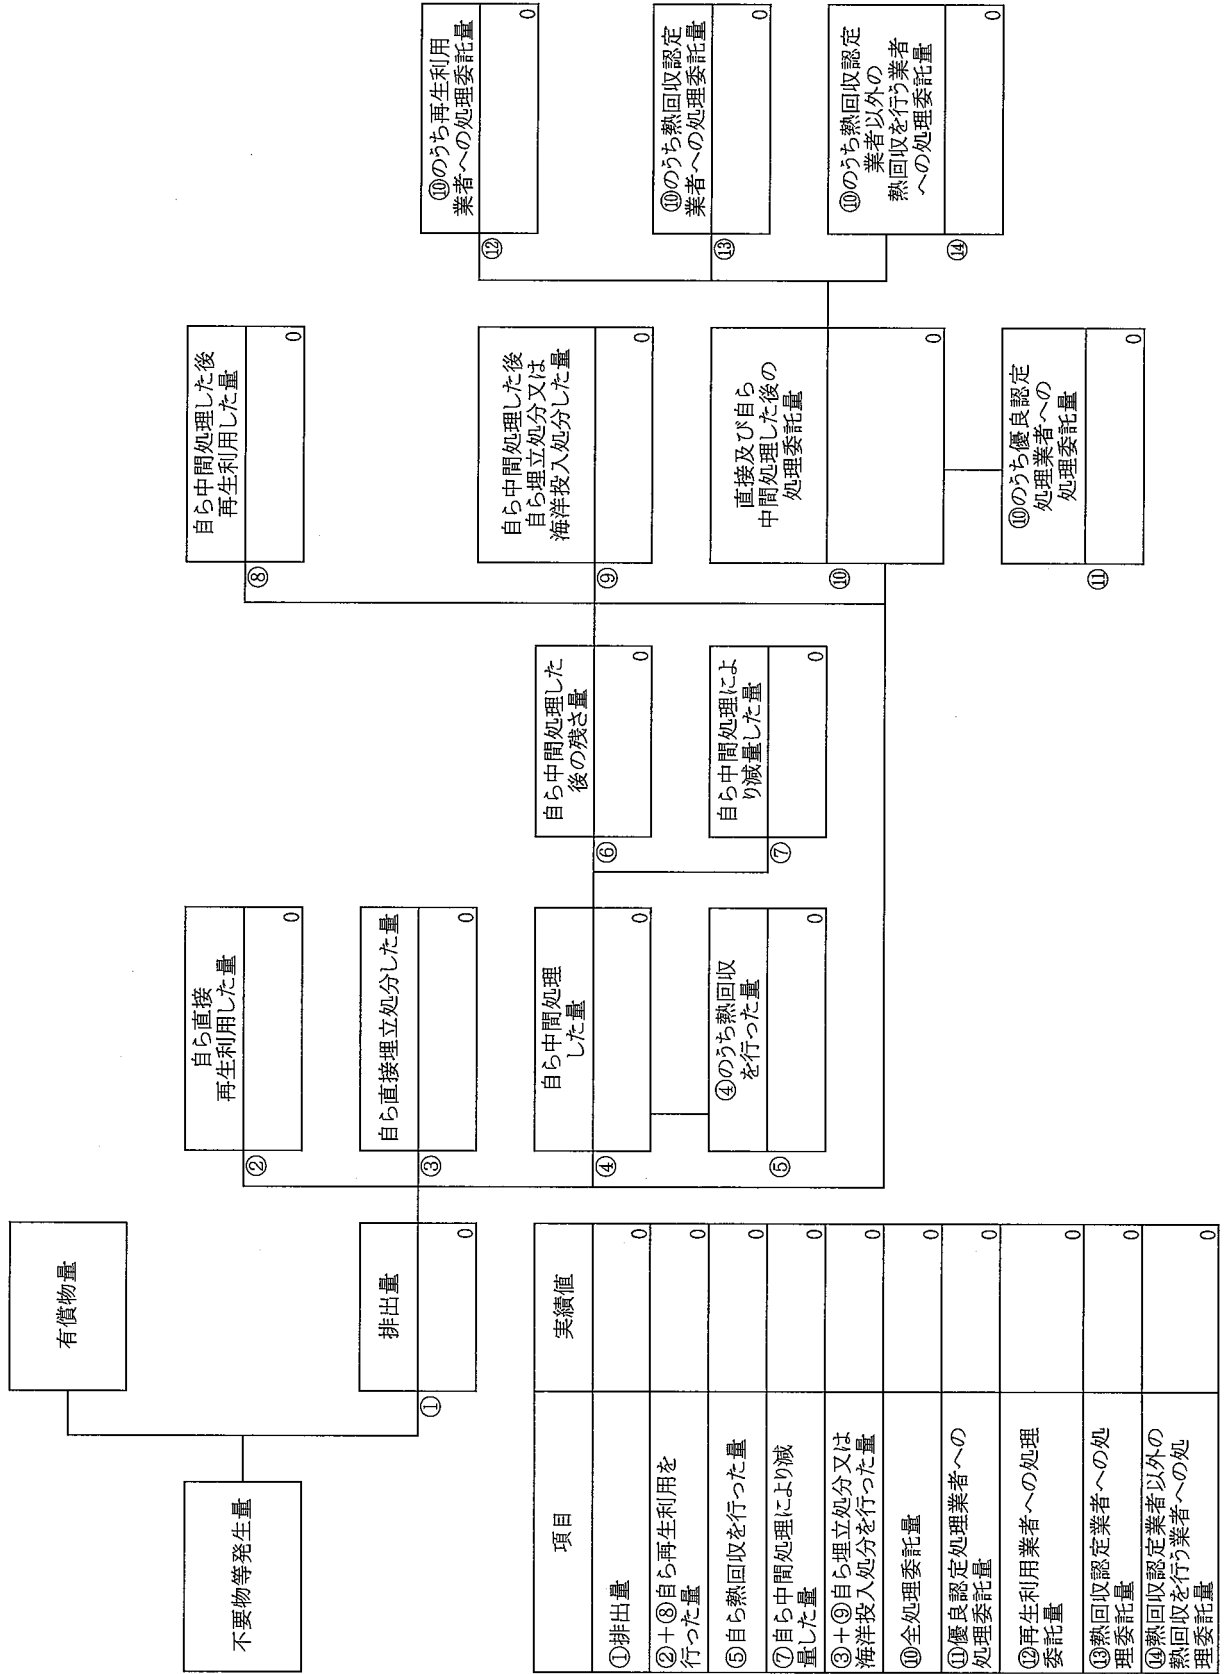 不要物等発生量
有償物量
①
排出量
0
②
自ら直接
再生利用した量
0
③
自ら直接埋立処分した量
0
④
自ら中間処理
した量
0
⑤
④のうち熱回収
を行った量
0
⑥
自ら中間処理した
後の残さ量
0
⑦
自ら中間処理によ
り減量した量
0
⑧
自ら中間処理した後
再生利用した量
0
⑨
自ら中間処理した後
自ら埋立処分又は
海洋投入処分した量
0
⑩
直接及び自ら
中間処理した後の
処理委託量
0
⑪
⑩のうち優良認定
処理業者への
処理委託量
0
⑫
⑩のうち再生利用
業者への処理委託量
0
⑬
⑩のうち熱回収認定
業者への処理委託量
0
⑭
⑩のうち熱回収認定
業者以外の
熱回収を行う業者
への処理委託量
0
項目
実績値
①排出量
0
②+⑧自ら再生利用を
行った量
0
⑤自ら熱回収を行った量
0
⑦自ら中間処理により減
量した量
0
③+⑨自ら埋立処分又は
海洋投入処分を行った量
0
⑩全処理委託量
0
⑪優良認定処理業者への
処理委託量
0
⑫再生利用業者への処理
委託量
0
⑬熱回収認定業者への処
理委託量
0
⑭熱回収認定業者以外の
熱回収を行う業者への処
理委託量
0